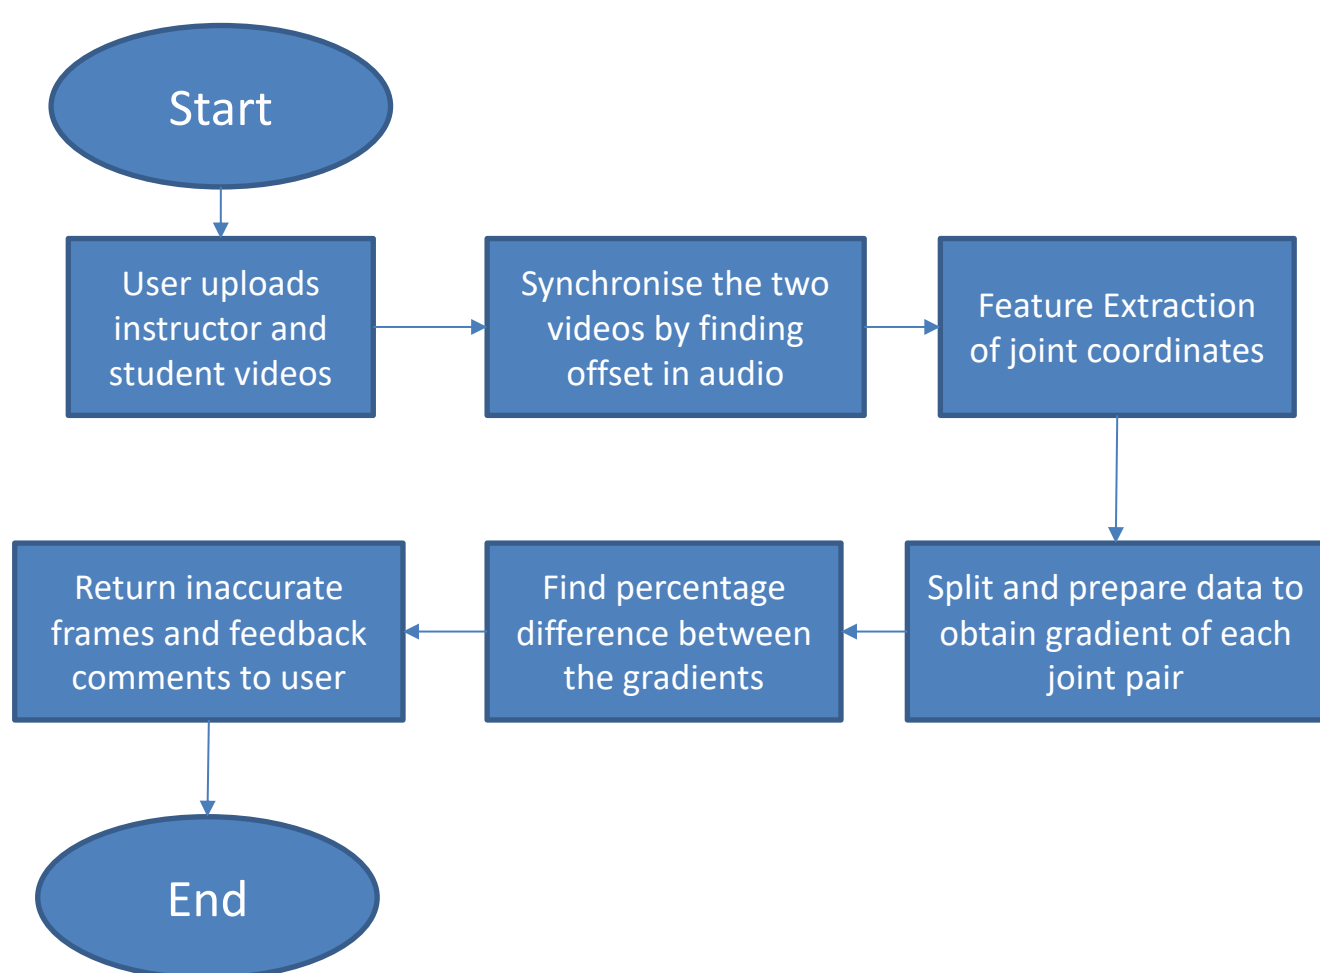 Start
User uploads
instructor and
student videos
Synchronise the two
videos by finding
offset in audio
Feature Extraction
of joint coordinates
Split and prepare data to
obtain gradient of each
joint pair
Find percentage
difference between
the gradients
Return inaccurate
frames and feedback
comments to user
End